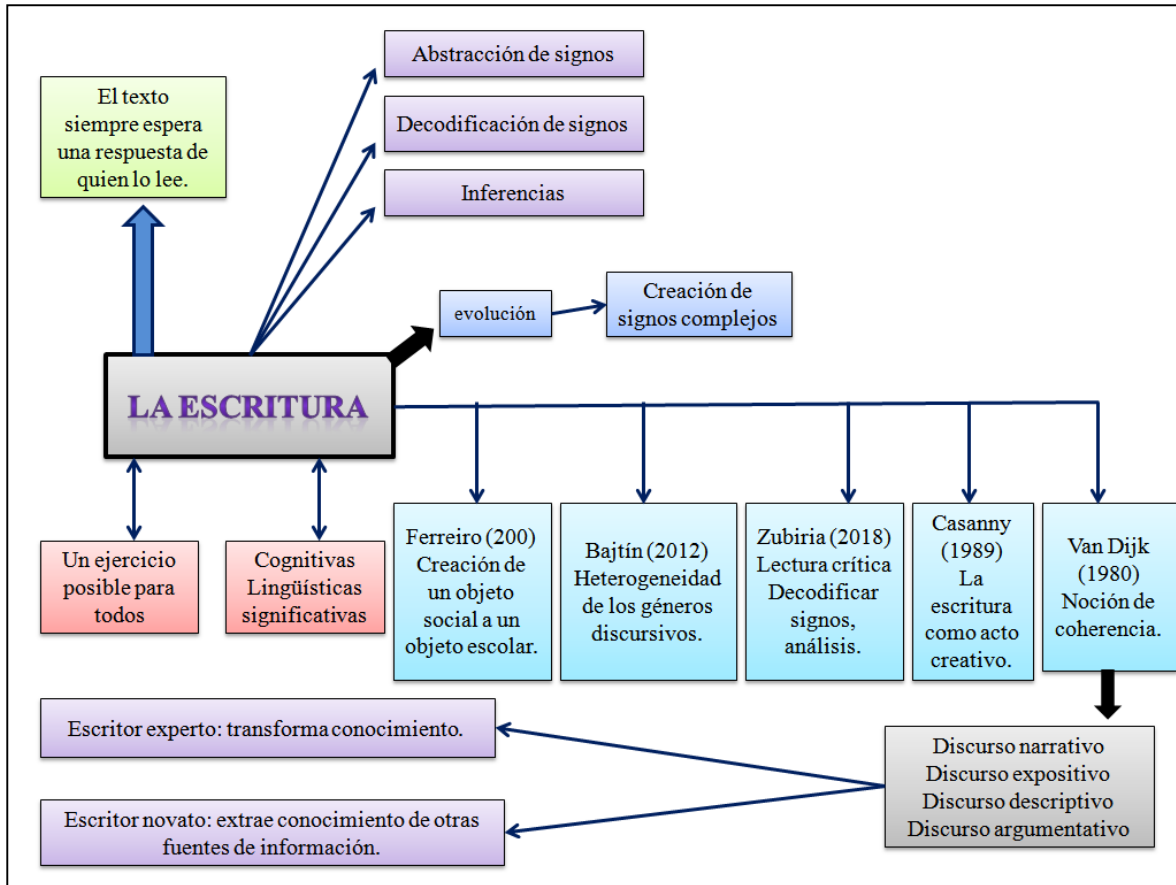 Abstracción de signos
El texto
siempre espera
una respuesta de
quien lo lee.
Decodificación de signos
Inferencias
evolución
Creación de
signos complejos
LA ESCRITURA
Un ejercicio
posible para
todos
Cognitivas
Lingüísticas
significativas
Ferreiro (200)
Creación de
un objeto
social a un
objeto escolar.
Bajtín (2012)
Heterogeneidad
de los géneros
discursivos.
Zubiria (2018)
Lectura crítica
Decodificar
signos,
análisis.
Casanny
(1989)
La
escritura
como acto
creativo.
Van Dijk
(1980)
Noción de
coherencia.
Escritor experto: transforma conocimiento.
Escritor novato: extrae conocimiento de otras
fuentes de información.
Discurso narrativo
Discurso expositivo
Discurso descriptivo
Discurso argumentativo